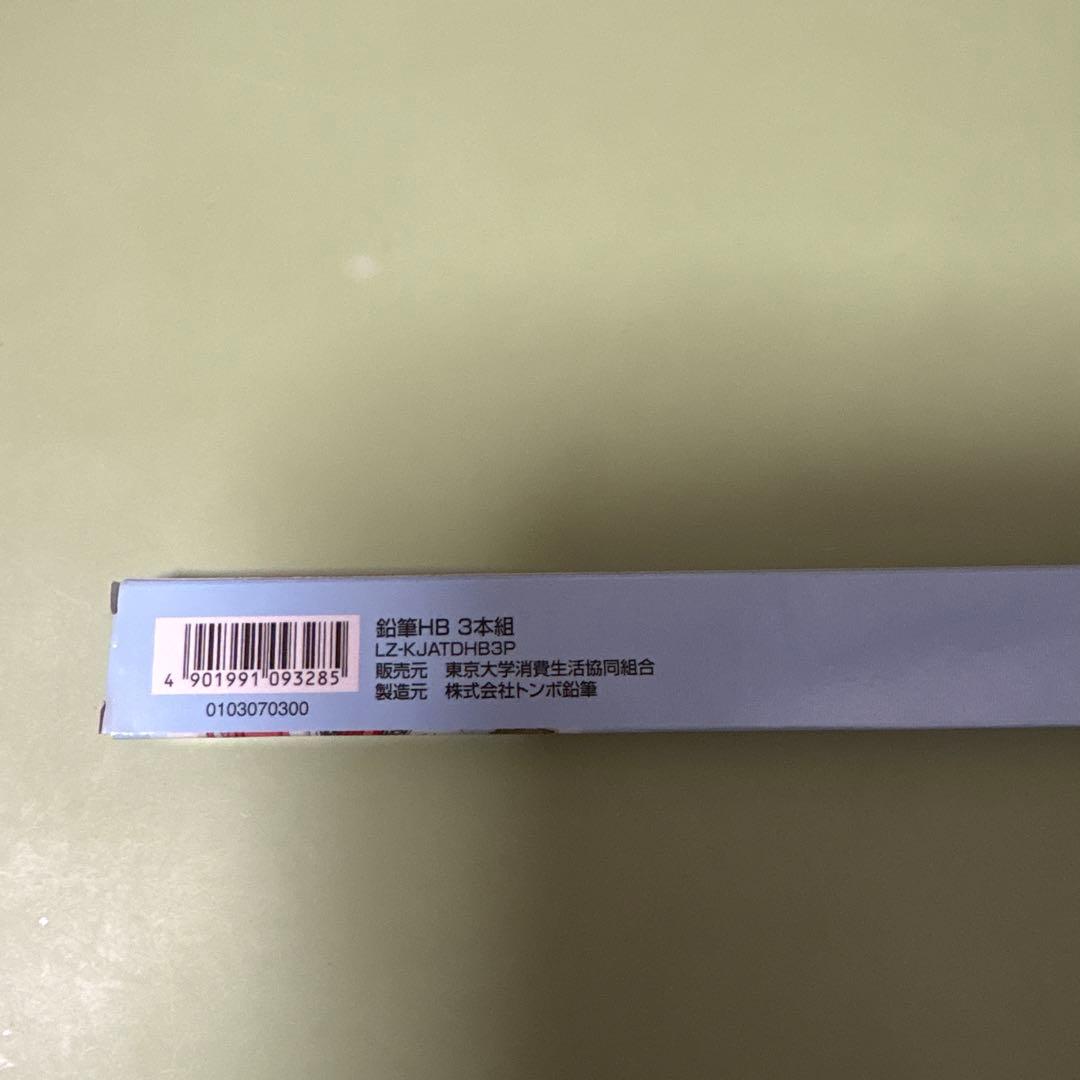 鉛筆HB 3本組
LZ-KJATDHB3P
販売元 東京大学消費生活協同組合
製造元 株式会社トンボ鉛筆
4 901991 093285
0103070300